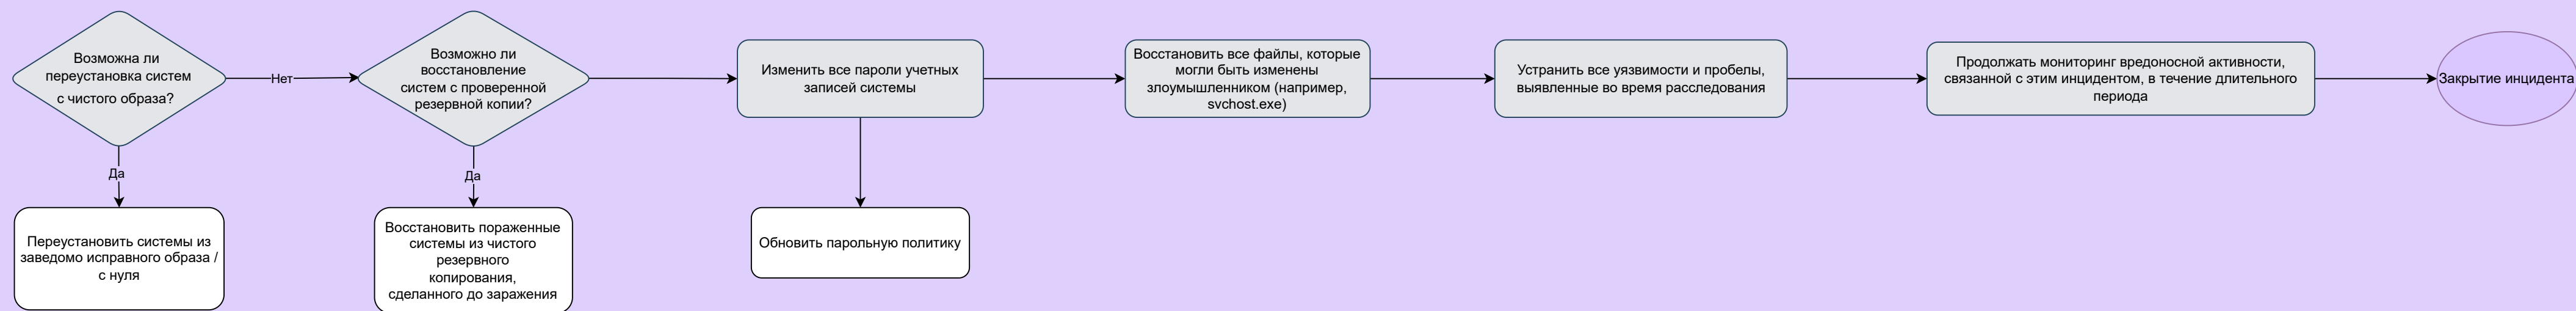 Возможна ли
переустановка систем
с чистого образа?
Нет
Да
Переустановить системы из
заведомо исправного образа /
с нуля
Возможно ли
восстановление
систем с проверенной
резервной копии?
Да
Восстановить пораженные
системы из чистого
резервного
копирования,
сделанного до заражения
Изменить все пароли учетных
записей системы
Обновить парольную политику
Восстановить все файлы, которые
могли быть изменены
злоумышленником (например,
svchost.exe)
Устранить все уязвимости и пробелы,
выявленные во время расследования
Продолжать мониторинг вредоносной активности,
связанной с этим инцидентом, в течение длительного
периода
Закрытие инцидента